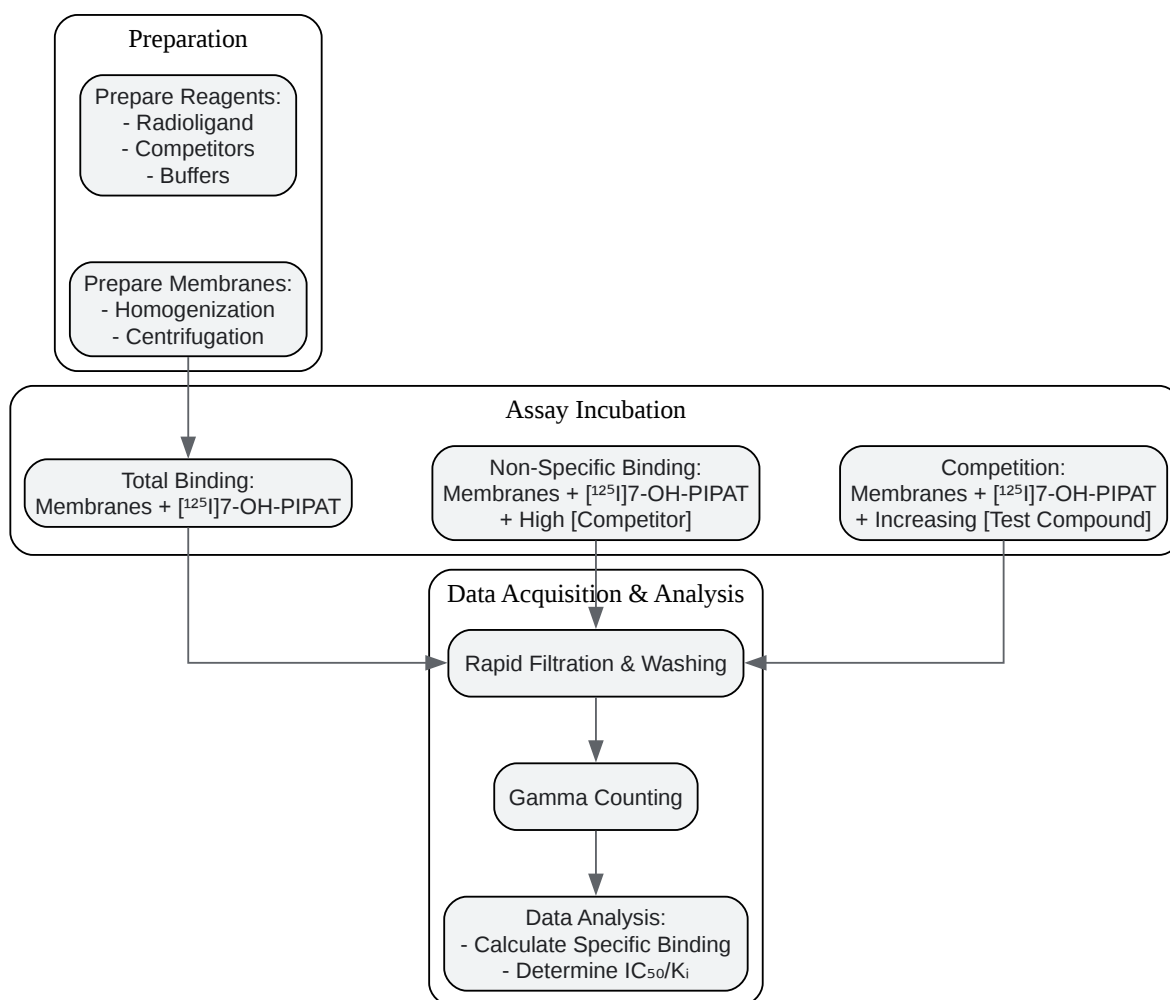 Preparation
Prepare Reagents:
- Radioligand
- Competitors
- Buffers
Prepare Membranes:
- Homogenization
- Centrifugation
Assay Incubation
Total Binding:
Membranes + [¹²⁵I]7-OH-PIPAT
Non-Specific Binding:
Membranes + [¹²⁵I]7-OH-PIPAT
+ High [Competitor]
Competition:
Membranes + [¹²⁵I]7-OH-PIPAT
+ Increasing [Test Compound]
Data Acquisition & Analysis
Rapid Filtration & Washing
Gamma Counting
Data Analysis:
- Calculate Specific Binding
- Determine IC₅₀/Kᵢ